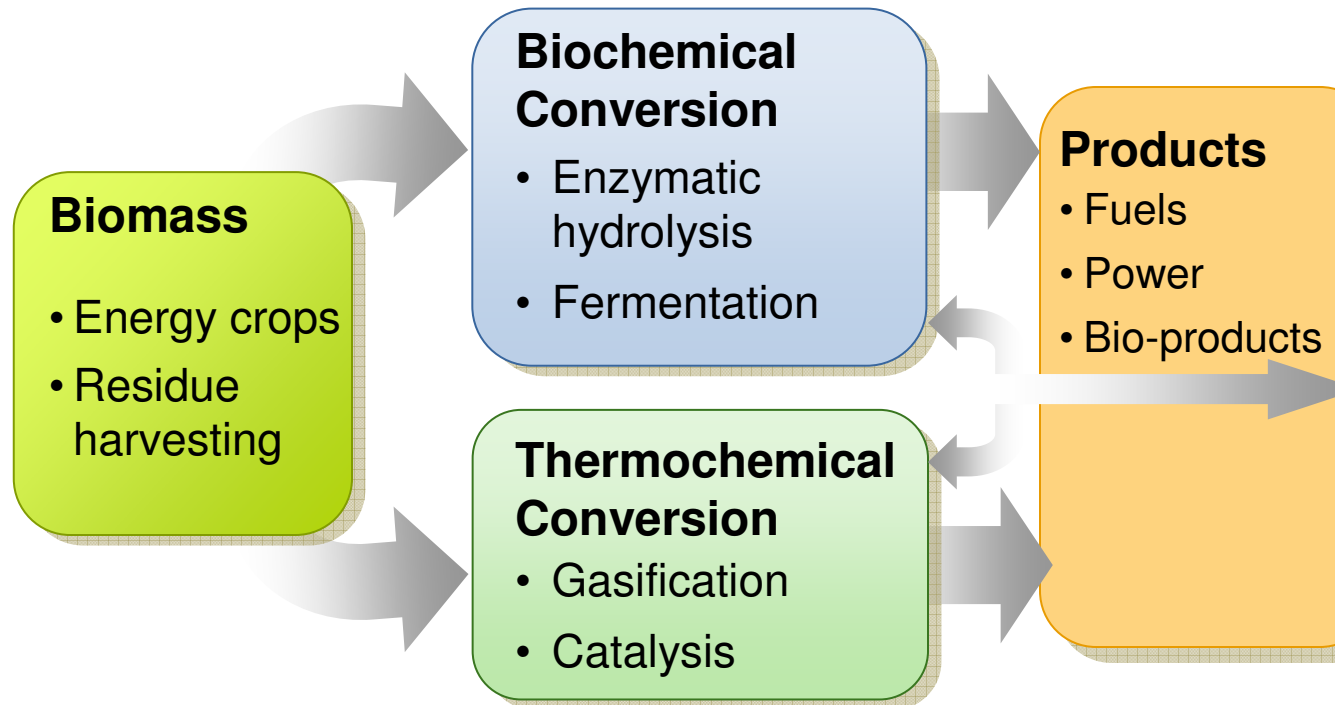 Biomass
• Energy crops
• Residue
harvesting
Biochemical
Conversion
• Enzymatic
hydrolysis
• Fermentation
Thermochemical
Conversion
• Gasification
• Catalysis
Products
• Fuels
• Power
• Bio-products